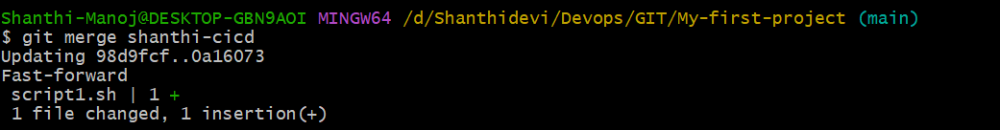 Shanthi-Manoj@DESKTOP-GBN9AOI MINGW64 /d/Shanthidevi/Devops/GIT/My-first-project (main)
$ git merge shanthi-cicd
Updating 98d9fcf..0a16073
Fast-forward
 script1.sh | 1 +
 1 file changed, 1 insertion(+)